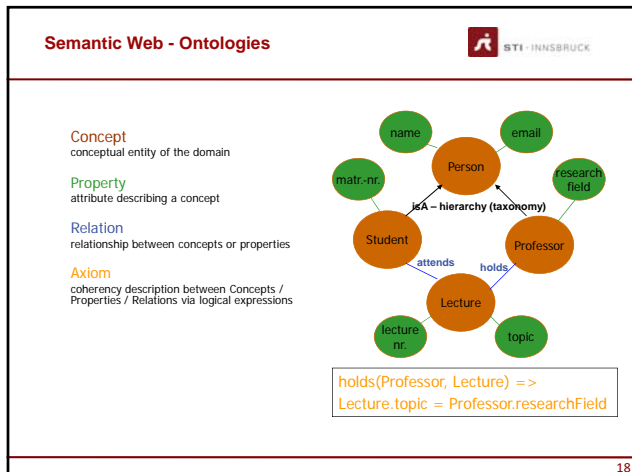 Semantic Web - Ontologies
STI · INNSBRUCK
Concept
conceptual entity of the domain
Property
attribute describing a concept
Relation
relationship between concepts or properties
Axiom
coherency description between Concepts /
Properties / Relations via logical expressions
name
email
Person
matr.-nr.
research
field
isA – hierarchy (taxonomy)
Student
Professor
attends
holds
Lecture
lecture
nr.
topic
holds(Professor, Lecture) =>
Lecture.topic = Professor.researchField
18